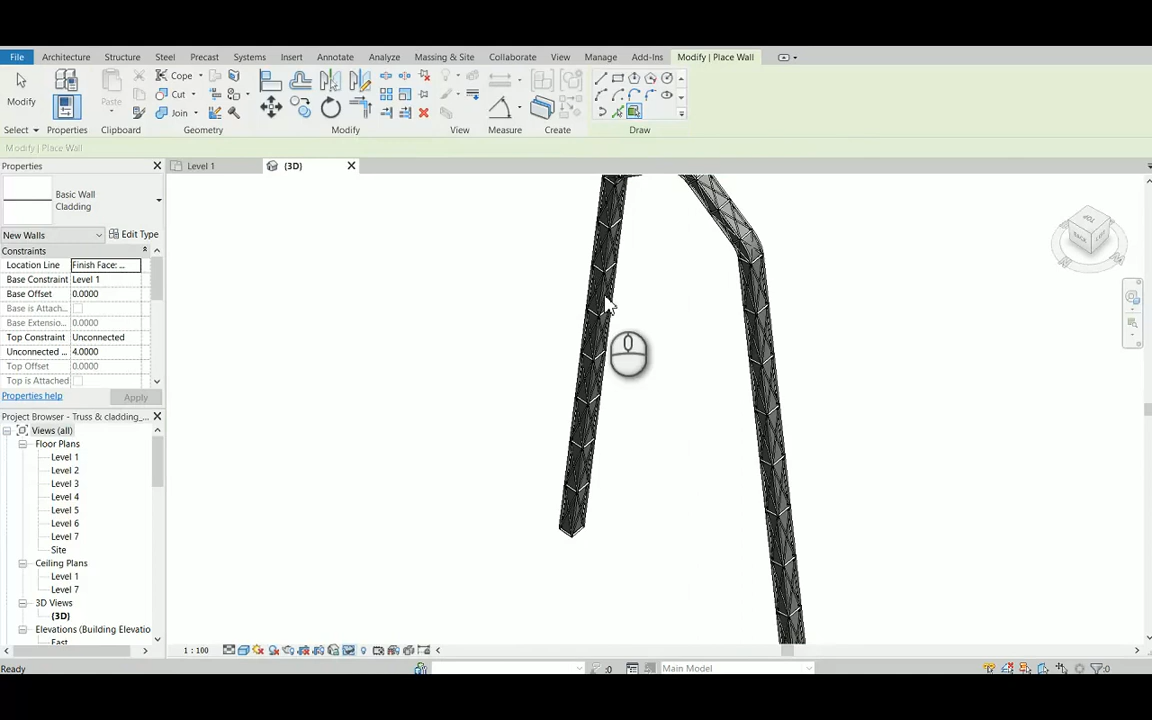 File Architecture Structure Steel Precast Systems Insert Annotate Analyze Massing & Site Collaborate View Manage Add-Ins Modify | Place Wall
Modify Paste Cope Cut Join
Select Properties Clipboard Geometry Modify View Measure Create Draw
Modify | Place Wall
Properties
Level 1
(3D)
Basic Wall
Cladding
New Walls
Edit Type
Constraints
Location Line Finish Face: ...
Base Constraint Level 1
Base Offset 0.0000
Base is Attach...
Base Extensio... 0.0000
Top Constraint Unconnected
Unconnected ... 4.0000
Top Offset 0.0000
Top is Attached
Properties help Apply
Project Browser - Truss & cladding_...
Views (all)
Floor Plans
Level 1
Level 2
Level 3
Level 4
Level 5
Level 6
Level 7
Site
Ceiling Plans
Level 1
Level 7
3D Views
(3D)
Elevations (Building Elevatio
East
1 : 100
Ready
:0
Main Model
:0
TOP
BACK